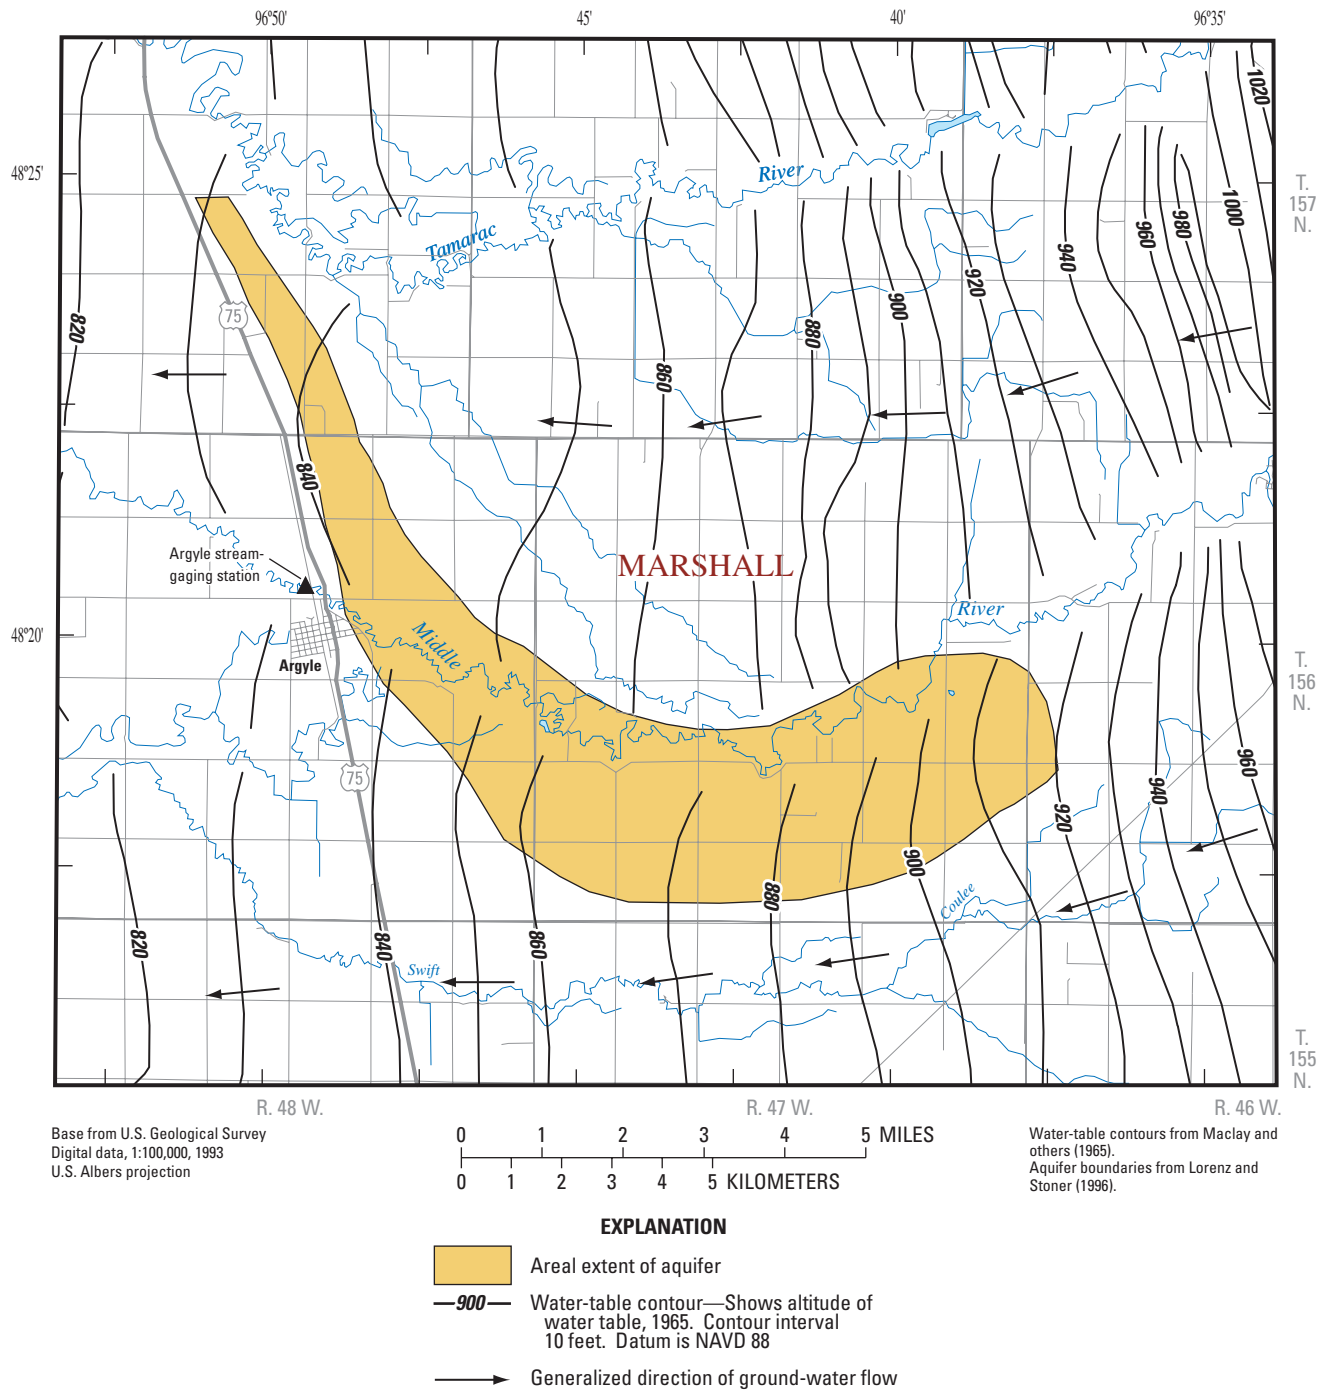 96°50'
45'
40'
96°35'
48°25'
48°20'
T.
157
N.
T.
156
N.
T.
155
N.
1020
1000
980
960
940
920
900
880
860
840
820
River
Tamarac
75
MARSHALL
Argyle stream-
gaging station
Argyle
Middle
River
75
960
940
920
900
880
860
840
820
Coulee
Swift
R. 48 W.
R. 47 W.
R. 46 W.
Base from U.S. Geological Survey
Digital data, 1:100,000, 1993
U.S. Albers projection
0 1 2 3 4 5 MILES
0 1 2 3 4 5 KILOMETERS
Water-table contours from Maclay and
others (1965).
Aquifer boundaries from Lorenz and
Stoner (1996).
EXPLANATION
Areal extent of aquifer
900
Water-table contour—Shows altitude of
water table, 1965. Contour interval
10 feet. Datum is NAVD 88
Generalized direction of ground-water flow